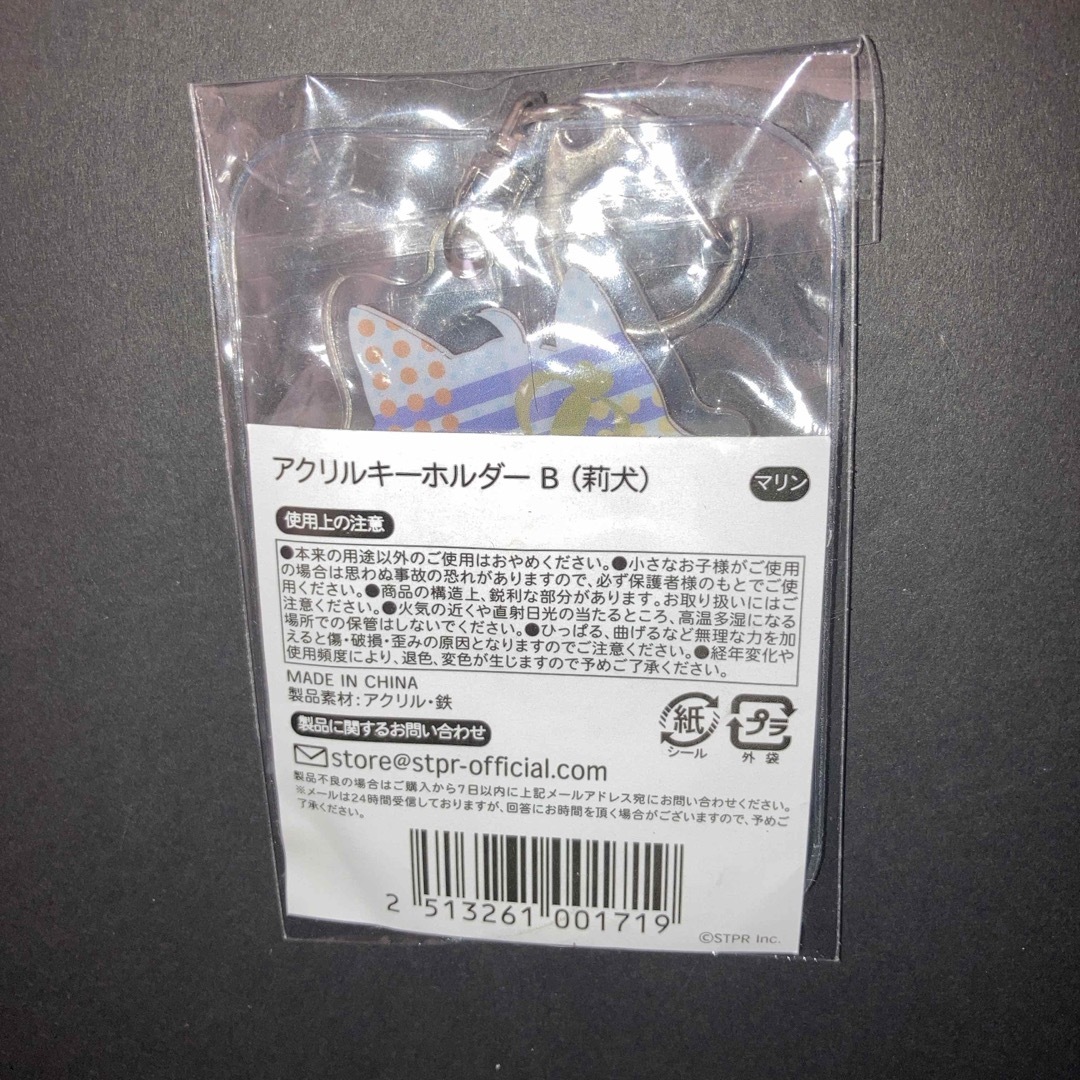 アクリルキーホルダー B（莉犬）
マリン
使用上の注意
●本来の用途以外のご使用はおやめください。●小さなお子様がご使用
の場合は思わぬ事故の恐れがありますので、必ず保護者様のもとでご使
用ください。●商品の構造上、鋭利な部分があります。お取り扱いにはご
注意ください。●火気の近くや直射日光の当たるところ、高温多湿になる
場所での保管はしないでください。●ひっぱる、曲げるなど無理な力を加
えると傷・破損・歪みの原因となりますのでご注意ください。●経年変化や
使用頻度により、退色、変色が生じますので予めご了承ください。
MADE IN CHINA
製品素材：アクリル・鉄
紙
シール
プラ
外袋
製品に関するお問い合わせ
store@stpr-official.com
製品不良の場合はご購入から7日以内に上記メールアドレス宛にお問い合わせください。
※メールは24時間受信しておりますが、回答にお時間を頂く場合がございますので、予めご
了承ください。
2 513261 001719
©STPR Inc.